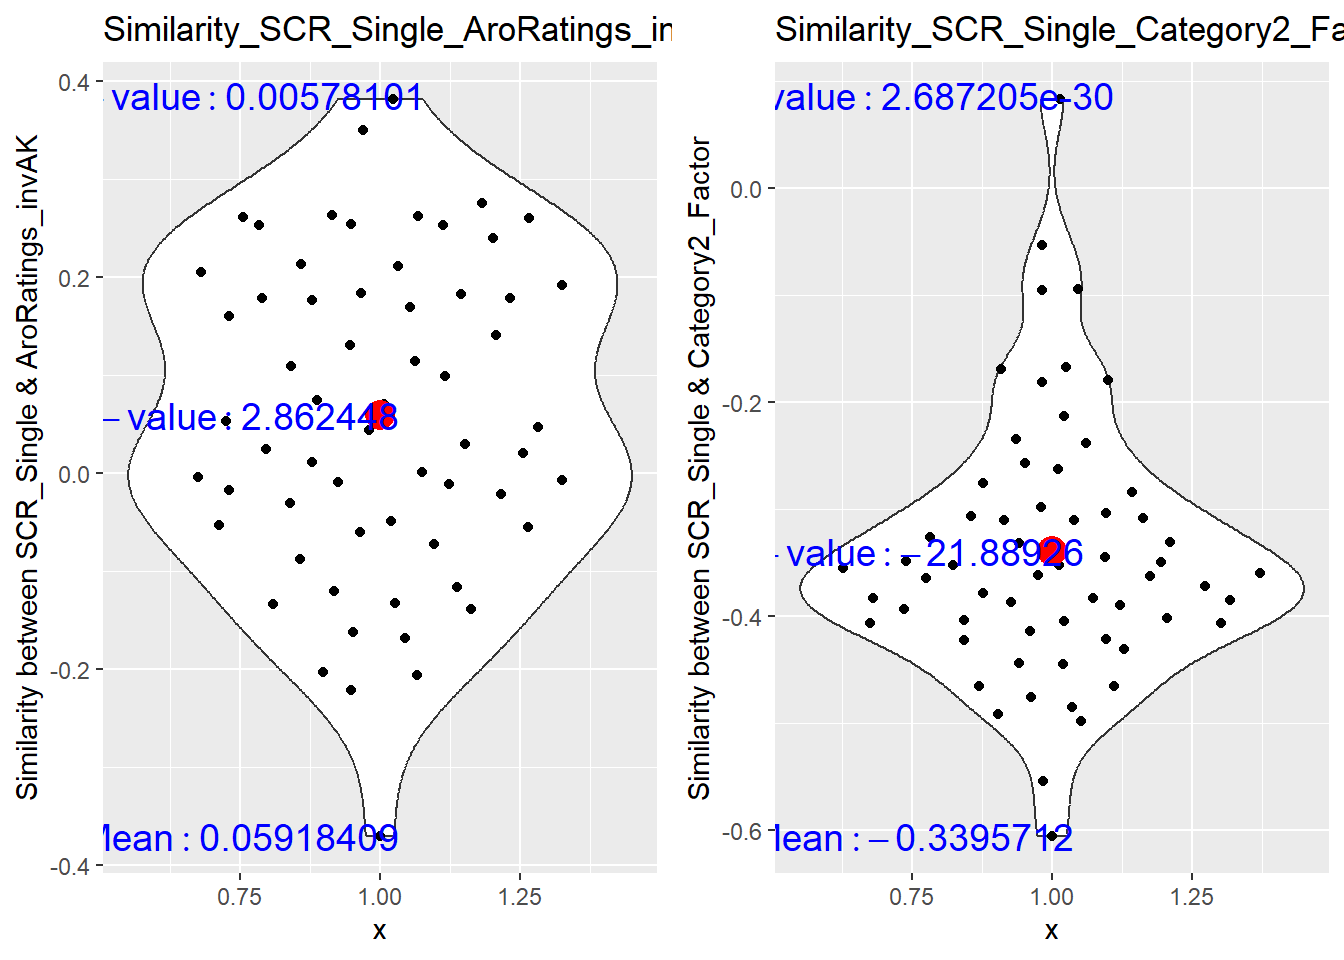 Similarity_SCR_Single_AroRatings_in
Similarity between SCR_Single & AroRatings_invAK
0.4
0.2
0.0
-0.2
-0.4
value : 0.00578101
– value : 2.862448
Mean : 0.05918409
0.75
1.00
1.25
x
Similarity_SCR_Single_Category2_Fa
Similarity between SCR_Single & Category2_Factor
0.0
-0.2
-0.4
-0.6
value : 2.687205e-30
- value : −21.88926
lean : −0.3395712
0.75
1.00
1.25
x